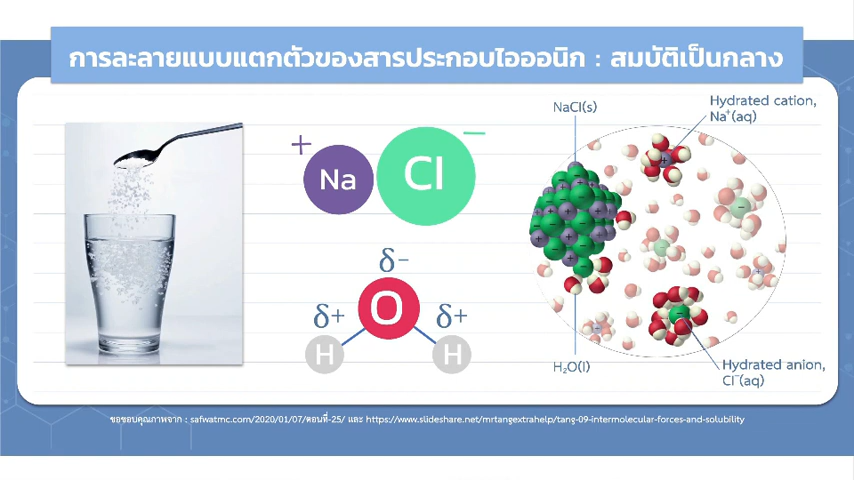 การละลายแบบแตกตัวของสารประกอบไอออนิก : สมบัติเป็นกลาง
NaCl(s)
Hydrated cation,
Na⁺(aq)
+
−
Na
Cl
δ−
O
δ+
δ+
H
H
H₂O(l)
Hydrated anion,
Cl⁻(aq)
ขอขอบคุณภาพจาก : safwatmc.com/2020/01/07/ตอนที่-25/ และ https://www.slideshare.net/mrtangextrahelp/tang-09-intermolecular-forces-and-solubility